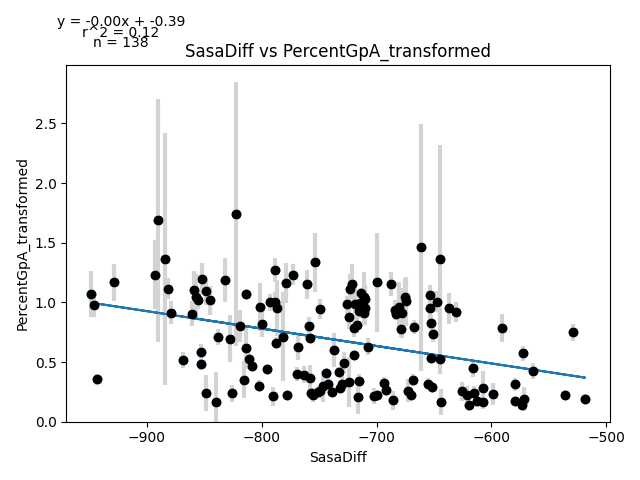 y = -0.00x + -0.39
r^2 = 0.12
n = 138
SasaDiff vs PercentGpA_transformed
PercentGpA_transformed
2.5
2.0
1.5
1.0
0.5
0.0
−900
−800
−700
−600
−500
SasaDiff